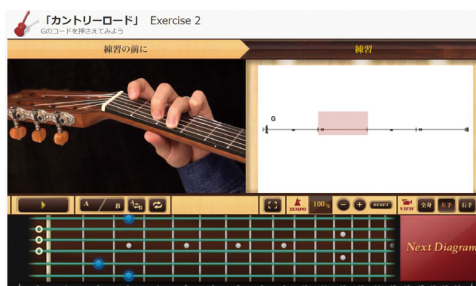 「カントリーロード」 Exercise 2
Gのコードを押さえてみよう
練習の前に
練習
G
A / B
A B
TEMPO
100%
RESET
VIEW
全身
左手
右手
Next Diagram